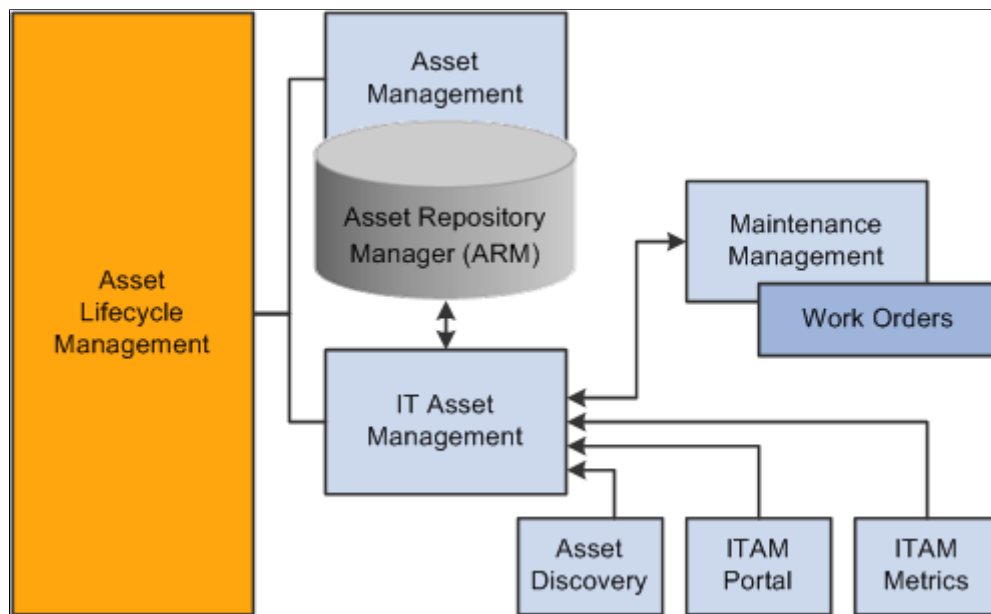 Asset
Management
Asset Repository
Manager (ARM)
Maintenance
Management
Work Orders
Asset
Lifecycle
Management
IT Asset
Management
Asset
Discovery
ITAM
Portal
ITAM
Metrics